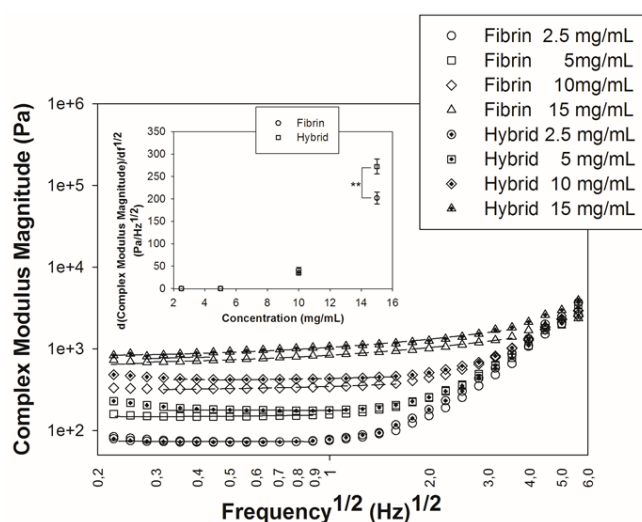 Fibrin 2.5 mg/mL
Fibrin 5 mg/mL
Fibrin 10mg/mL
Fibrin 15 mg/mL
Hybrid 2.5 mg/mL
Hybrid 5 mg/mL
Hybrid 10 mg/mL
Hybrid 15 mg/mL
Complex Modulus Magnitude (Pa)
1e+6
1e+5
1e+4
1e+3
1e+2
Fibrin
Hybrid
d(Complex Modulus Magnitude)/df1/2
(Pa/Hz1/2)
350
300
250
200
150
100
50
0
**
2 4 6 8 10 12 14 16
Concentration (mg/mL)
0,2 0,3 0,4 0,5 0,6 0,7 0,8 0,9 1 2,0 3,0 4,0 5,0 6,0
Frequency1/2 (Hz)1/2